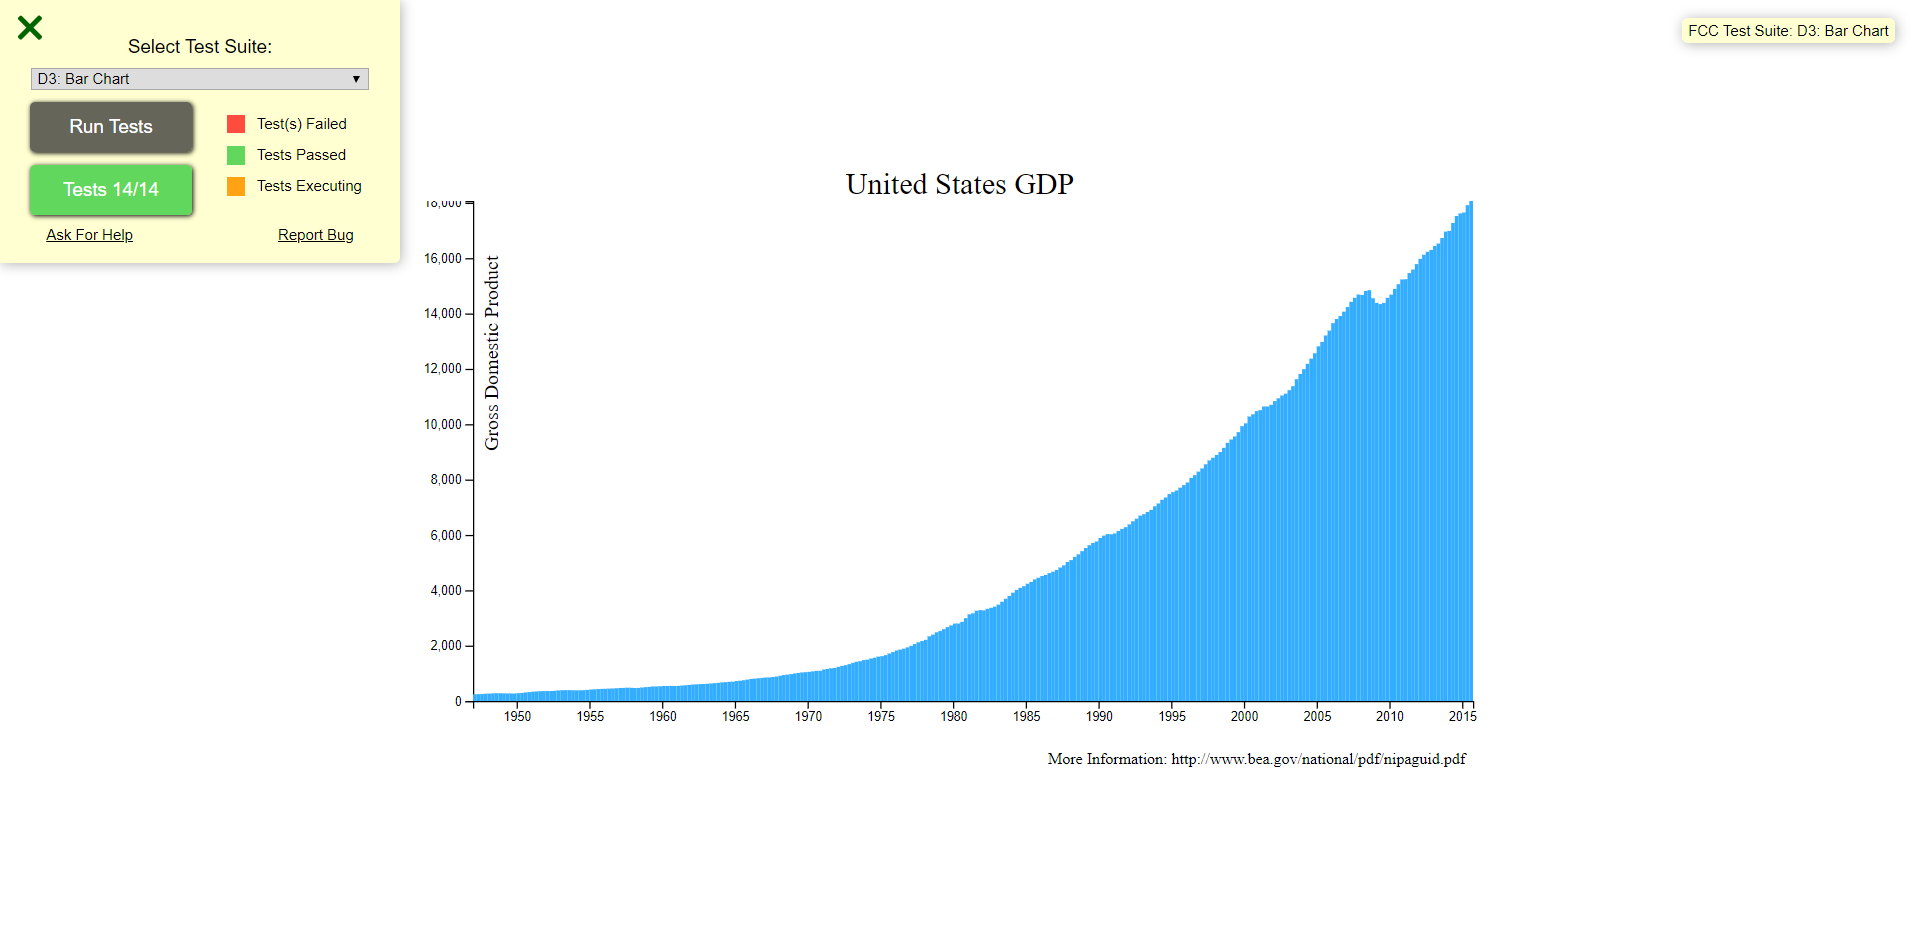 Select Test Suite:
D3: Bar Chart
Run Tests
Tests 14/14
Test(s) Failed
Tests Passed
Tests Executing
Ask For Help
Report Bug
FCC Test Suite: D3: Bar Chart
United States GDP
18,000
16,000
14,000
12,000
10,000
8,000
6,000
4,000
2,000
0
Gross Domestic Product
1950 1955 1960 1965 1970 1975 1980 1985 1990 1995 2000 2005 2010 2015
More Information: http://www.bea.gov/national/pdf/nipaguid.pdf